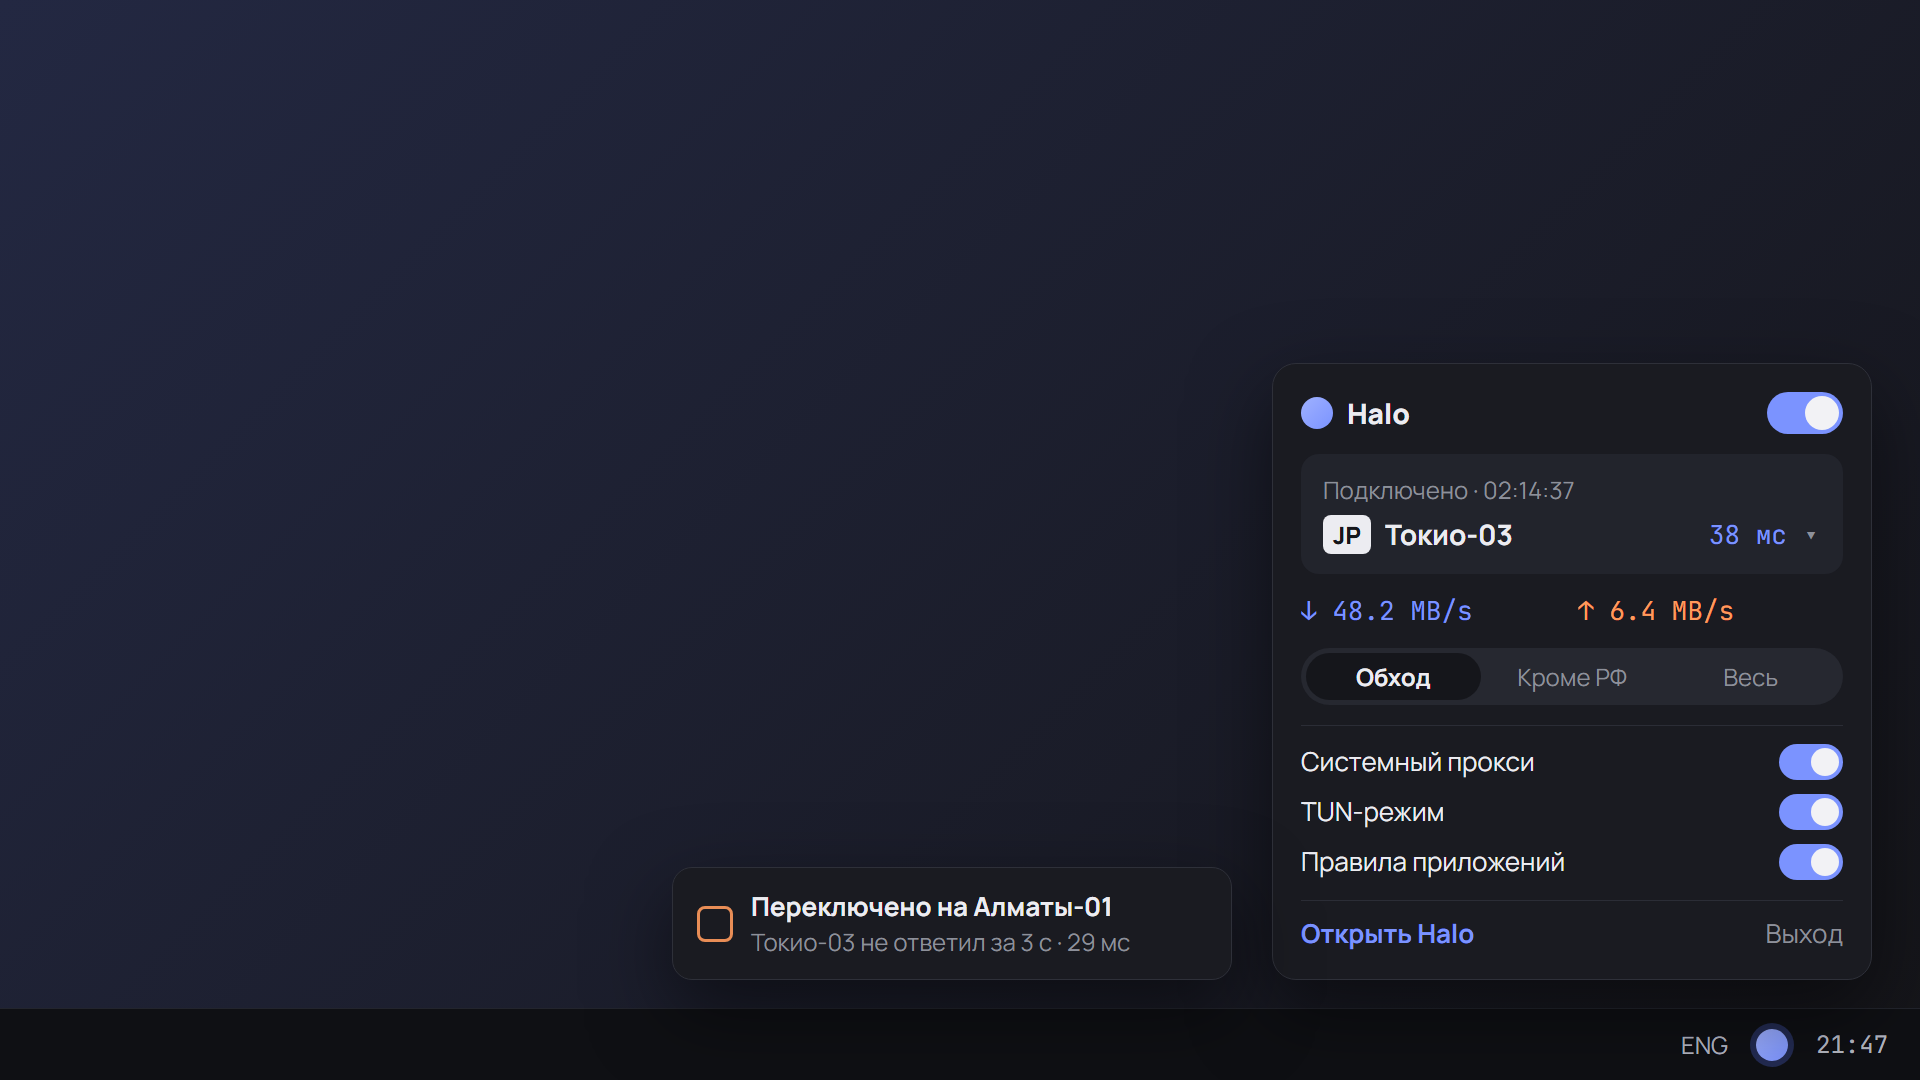 Halo
Подключено · 02:14:37
JP Токио-03 38 мс ▾
↓ 48.2 MB/s ↑ 6.4 MB/s
Обход Кроме РФ Весь
Системный прокси
TUN-режим
Правила приложений
Открыть Halo Выход
Переключено на Алматы-01
Токио-03 не ответил за 3 с · 29 мс
ENG 21:47